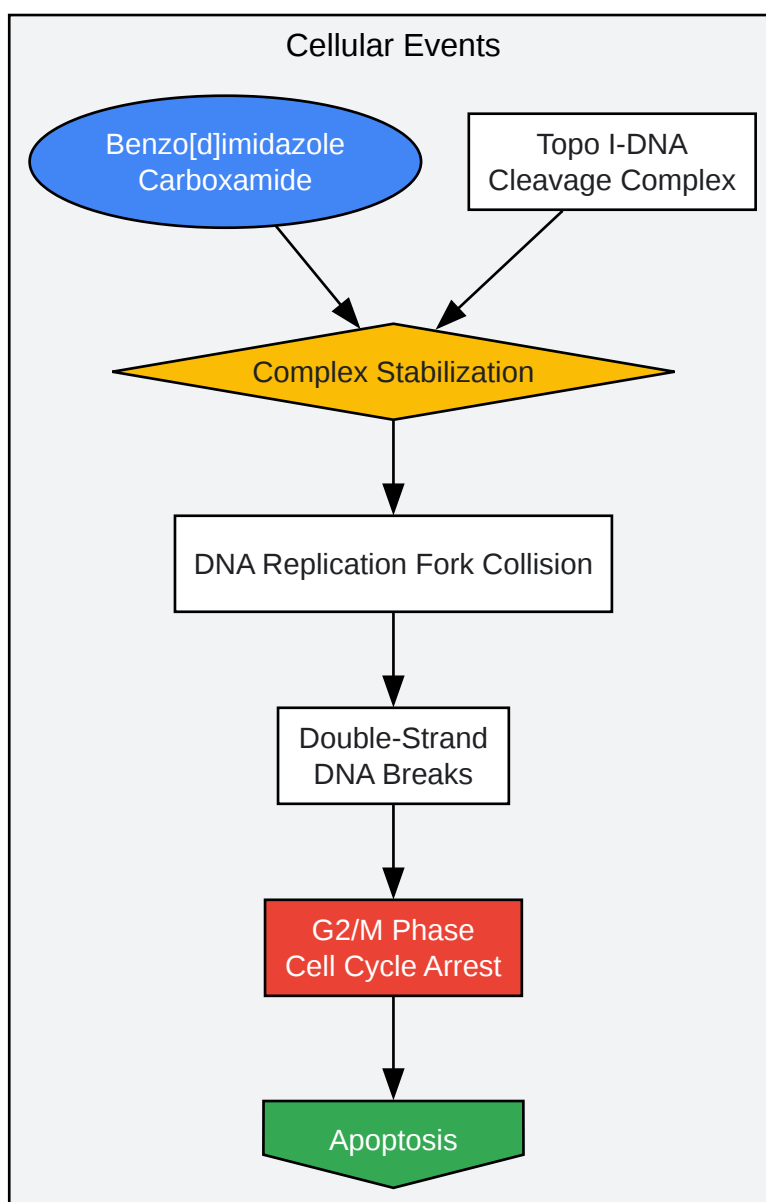 Cellular Events
Benzo[d]imidazole
Carboxamide
Topo I-DNA
Cleavage Complex
Complex Stabilization
DNA Replication Fork Collision
Double-Strand
DNA Breaks
G2/M Phase
Cell Cycle Arrest
Apoptosis